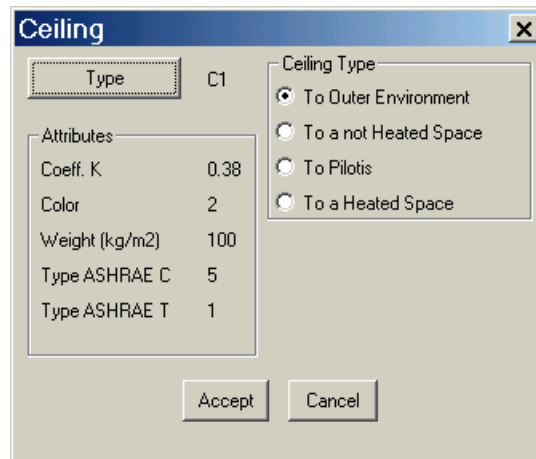 Ceiling
Type C1
Attributes
Coeff. K 0.38
Color 2
Weight (kg/m2) 100
Type ASHRAE C 5
Type ASHRAE T 1
Ceiling Type
To Outer Environment
To a not Heated Space
To Pilotis
To a Heated Space
Accept Cancel